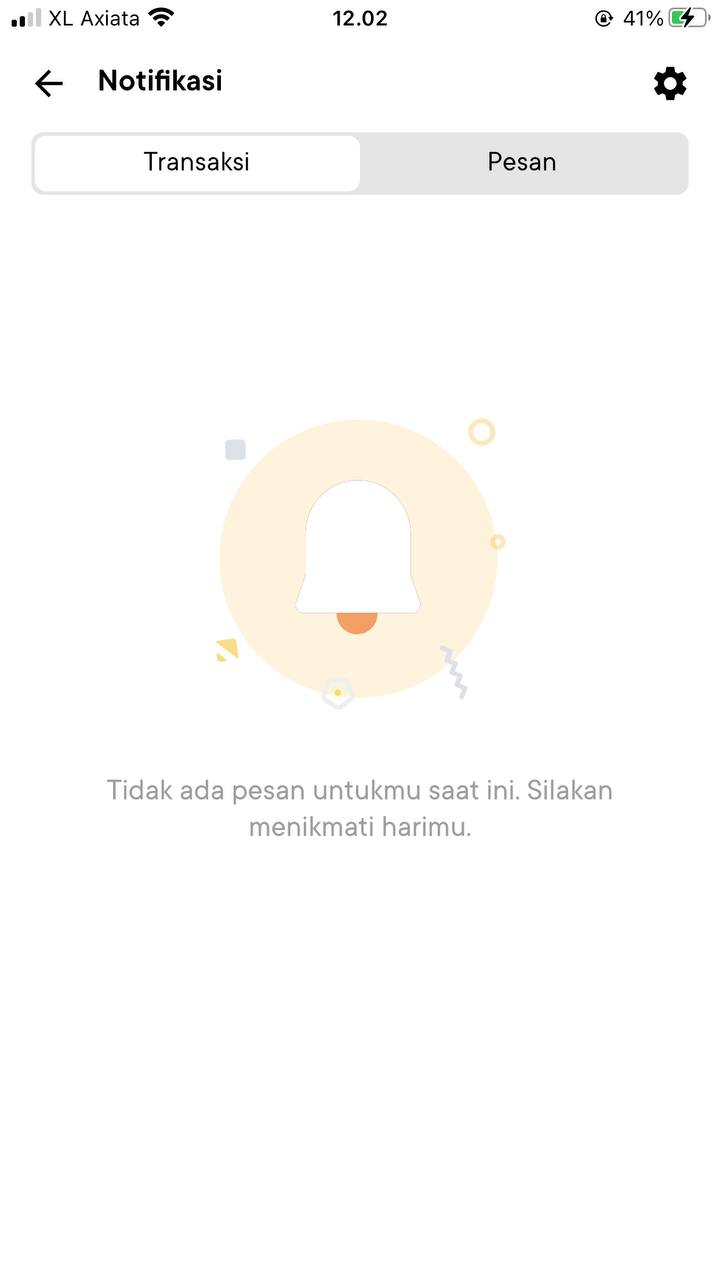 XL Axiata 12.02 41%
Notifikasi
Transaksi Pesan
Tidak ada pesan untukmu saat ini. Silakan
menikmati harimu.